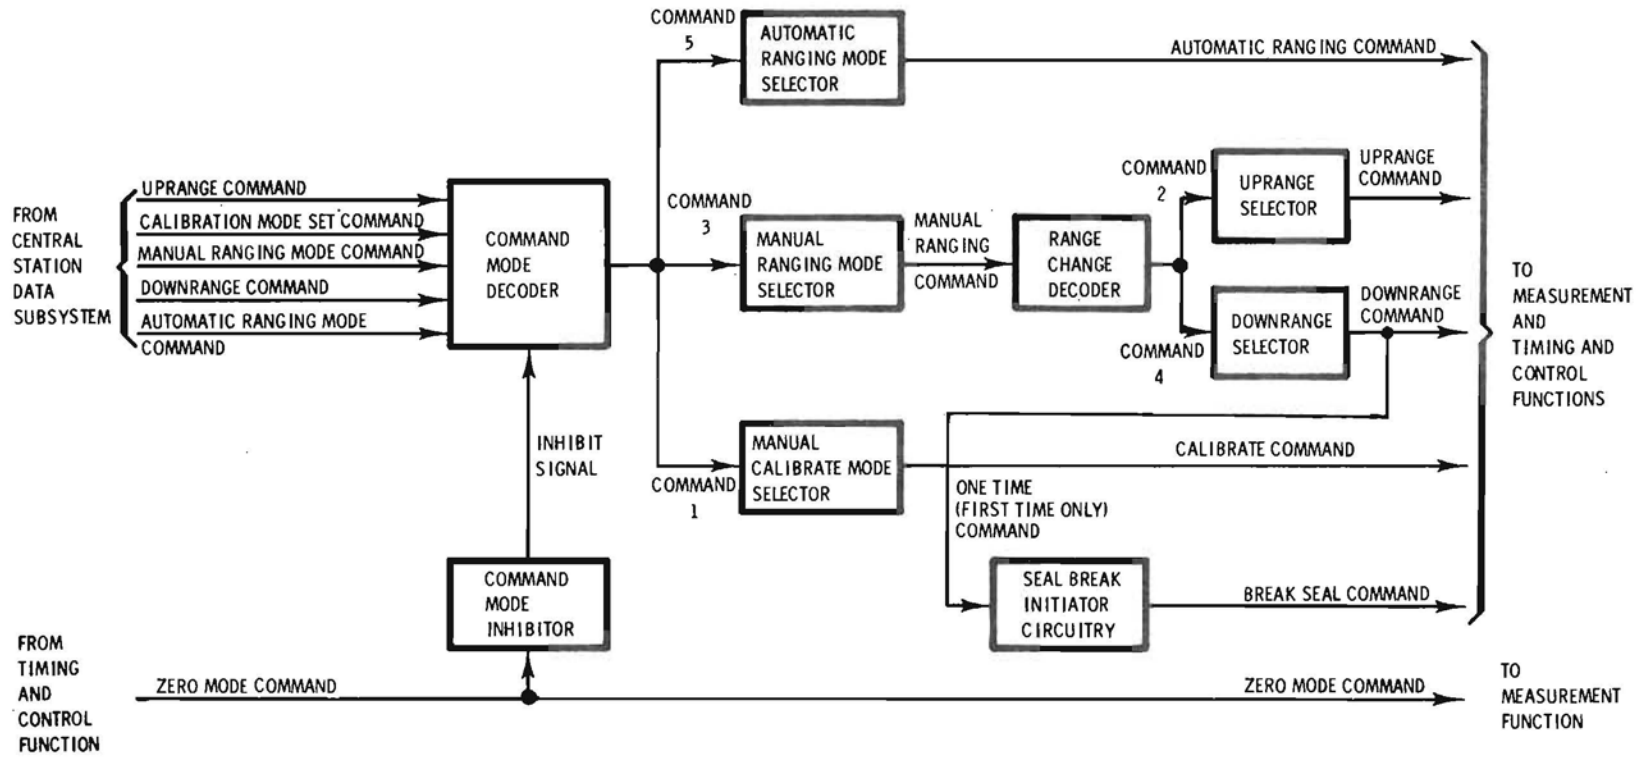 COMMAND
5
AUTOMATIC
RANGING MODE
SELECTOR
AUTOMATIC RANGING COMMAND
FROM
CENTRAL
STATION
DATA
SUBSYSTEM
UPRANGE COMMAND
CALIBRATION MODE SET COMMAND
MANUAL RANGING MODE COMMAND
DOWNRANGE COMMAND
AUTOMATIC RANGING MODE
COMMAND
COMMAND
MODE
DECODER
COMMAND
3
MANUAL
RANGING MODE
SELECTOR
MANUAL
RANGING
COMMAND
RANGE
CHANGE
DECODER
COMMAND
2
UPRANGE
SELECTOR
UPRANGE
COMMAND
COMMAND
4
DOWNRANGE
SELECTOR
DOWNRANGE
COMMAND
TO
MEASUREMENT
AND
TIMING AND
CONTROL
FUNCTIONS
INHIBIT
SIGNAL
COMMAND
1
MANUAL
CALIBRATE MODE
SELECTOR
CALIBRATE COMMAND
ONE TIME
(FIRST TIME ONLY)
COMMAND
COMMAND
MODE
INHIBITOR
SEAL BREAK
INITIATOR
CIRCUITRY
BREAK SEAL COMMAND
FROM
TIMING
AND
CONTROL
FUNCTION
ZERO MODE COMMAND
ZERO MODE COMMAND
TO
MEASUREMENT
FUNCTION